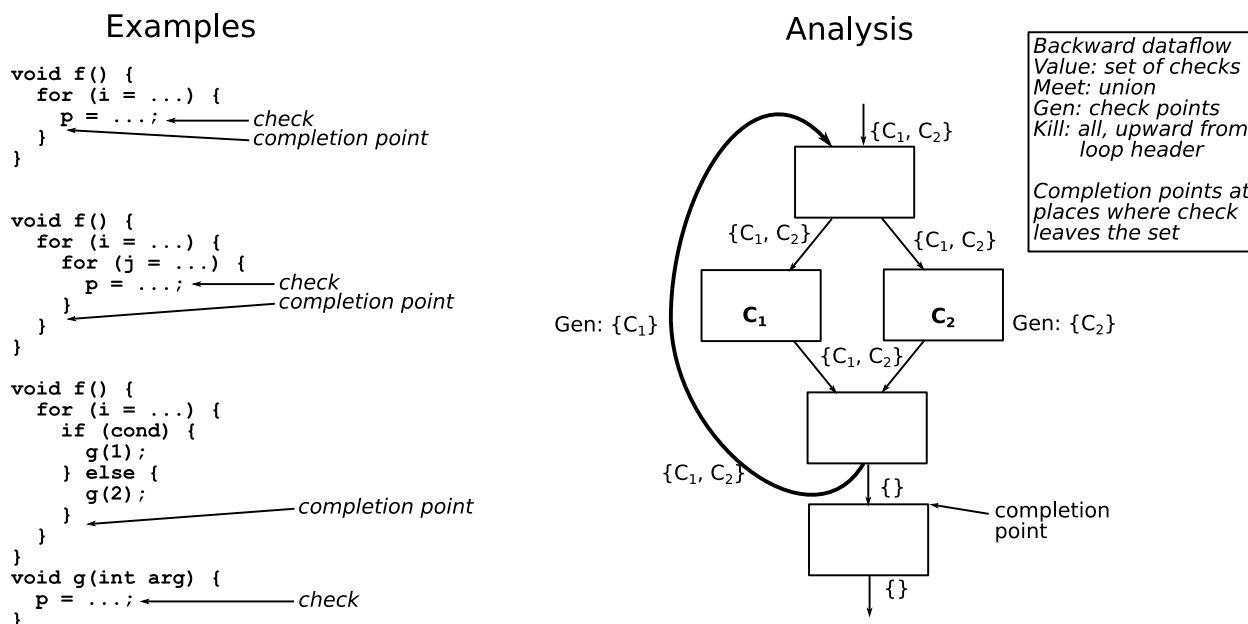 Examples
void f() {
  for (i = ...) {
    p = ...;
  }
}
check
completion point
void f() {
  for (i = ...) {
    for (j = ...) {
      p = ...;
    }
  }
}
check
completion point
void f() {
  for (i = ...) {
    if (cond) {
      g(1);
    } else {
      g(2);
    }
  }
}
completion point
void g(int arg) {
  p = ...;
}
check
Analysis
{C₁, C₂}
{C₁, C₂}
{C₁, C₂}
C₁
C₂
Gen: {C₁}
Gen: {C₂}
{C₁, C₂}
{C₁, C₂}
{}
completion
point
{}
Backward dataflow
Value: set of checks
Meet: union
Gen: check points
Kill: all, upward from
loop header
Completion points at
places where check
leaves the set